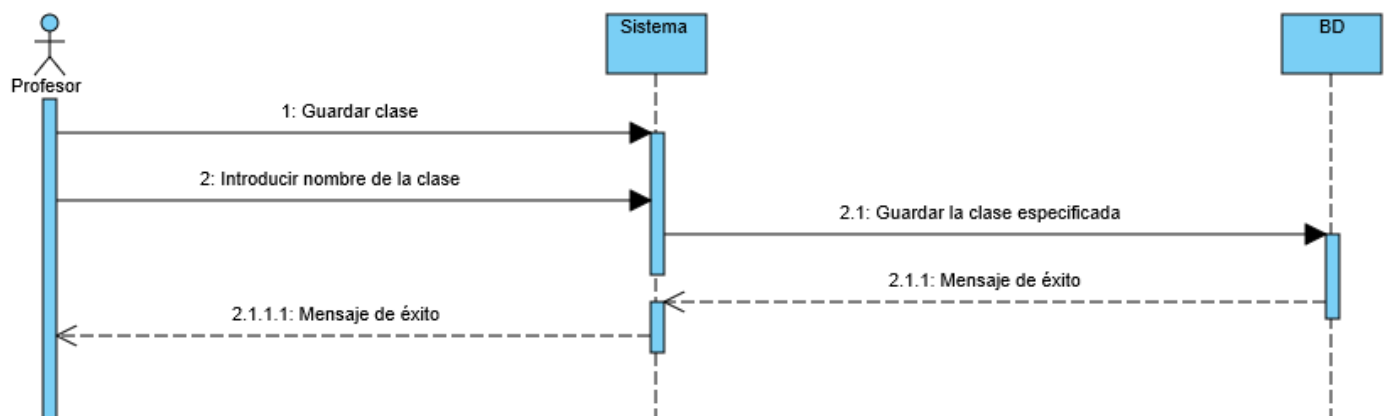 Sistema
BD
Profesor
1: Guardar clase
2: Introducir nombre de la clase
2.1: Guardar la clase especificada
2.1.1: Mensaje de éxito
2.1.1.1: Mensaje de éxito